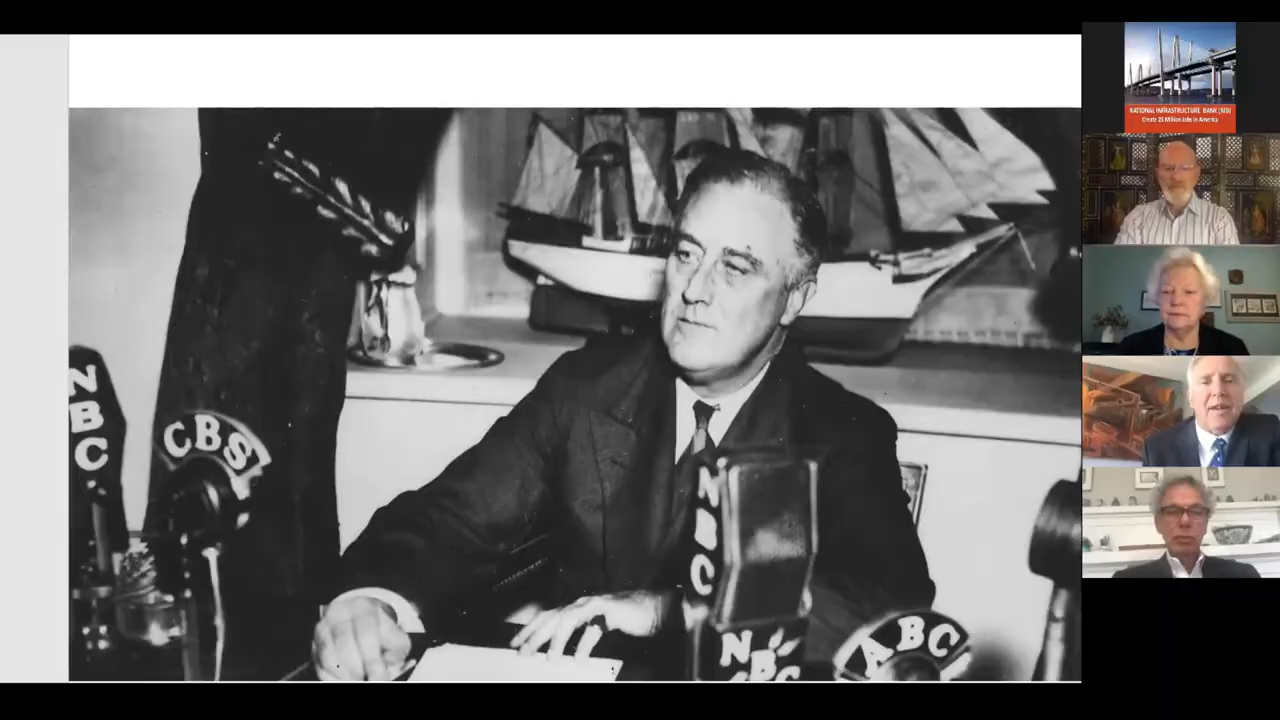 NBC
CBS
NBC
NBC
ABC
NATIONAL INFRASTRUCTURE BANK (NIB)
Create 25 Million Jobs in America